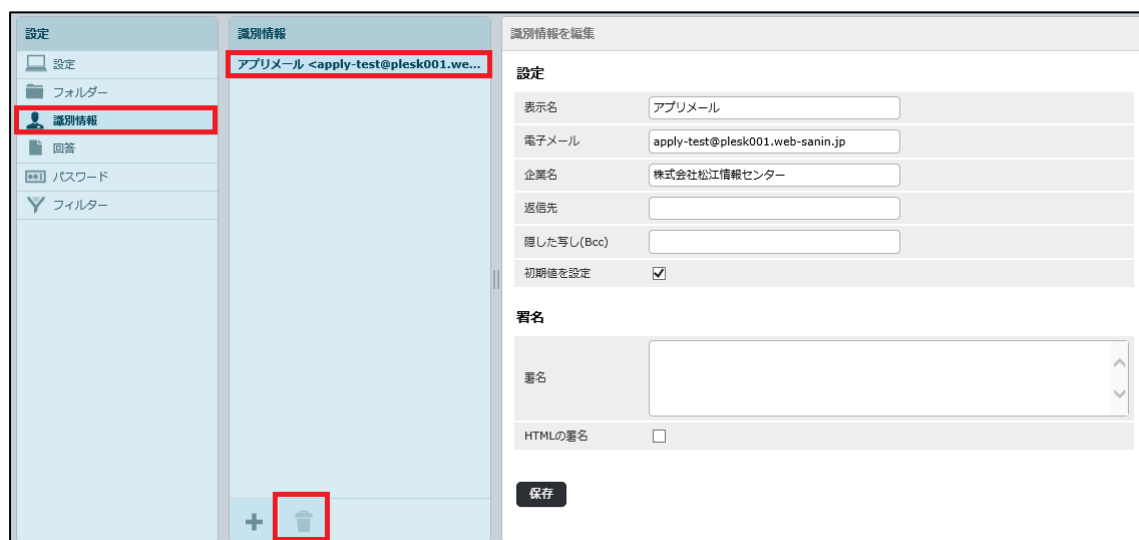 設定
設定
フォルダー
識別情報
回答
パスワード
フィルター
識別情報
アプリメール <apply-test@plesk001.we...
識別情報を編集
設定
表示名 アプリメール
電子メール apply-test@plesk001.web-sanin.jp
企業名 株式会社松江情報センター
返信先
隠した写し(Bcc)
初期値を設定
署名
署名
HTMLの署名
保存